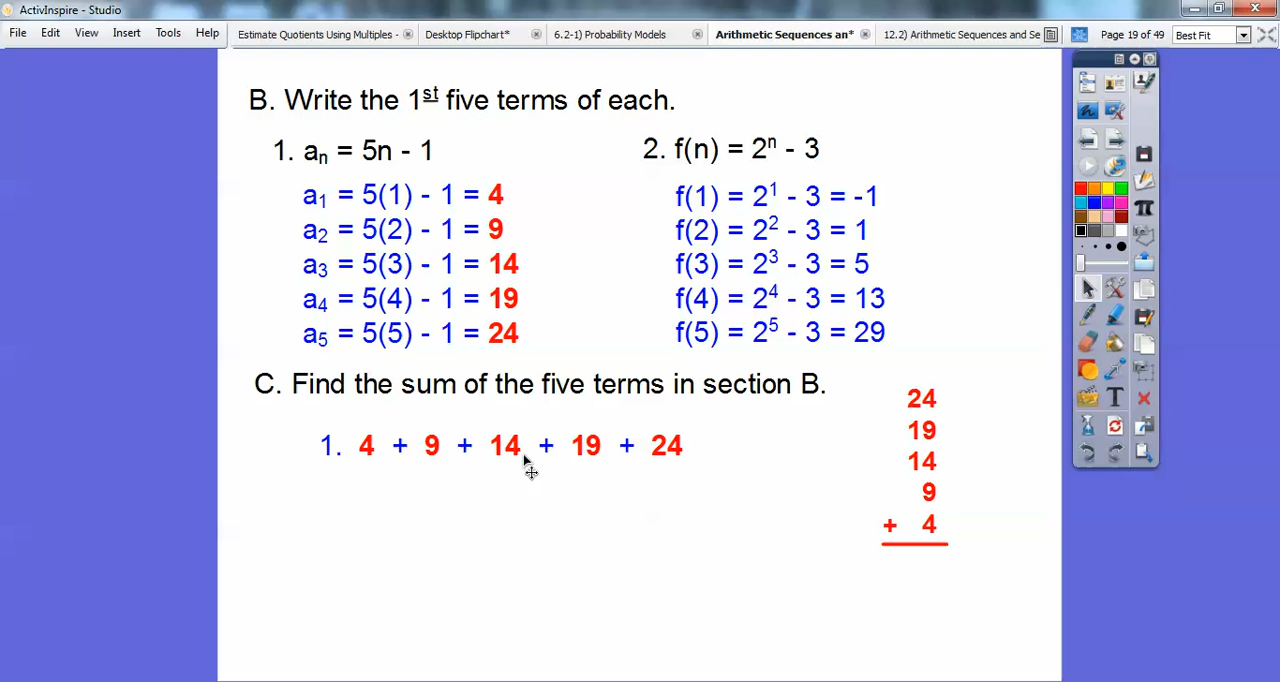 ActivInspire - Studio
File Edit View Insert Tools Help
Estimate Quotients Using Multiples - Desktop Flipchart* 6.2-1) Probability Models Arithmetic Sequences an* 12.2) Arithmetic Sequences and Se Page 19 of 49 Best Fit
B. Write the 1st five terms of each.
1. aₙ = 5n - 1
a₁ = 5(1) - 1 = 4
a₂ = 5(2) - 1 = 9
a₃ = 5(3) - 1 = 14
a₄ = 5(4) - 1 = 19
a₅ = 5(5) - 1 = 24
2. f(n) = 2ⁿ - 3
f(1) = 2¹ - 3 = -1
f(2) = 2² - 3 = 1
f(3) = 2³ - 3 = 5
f(4) = 2⁴ - 3 = 13
f(5) = 2⁵ - 3 = 29
C. Find the sum of the five terms in section B.
1. 4 + 9 + 14 + 19 + 24
24
19
14
9
+ 4